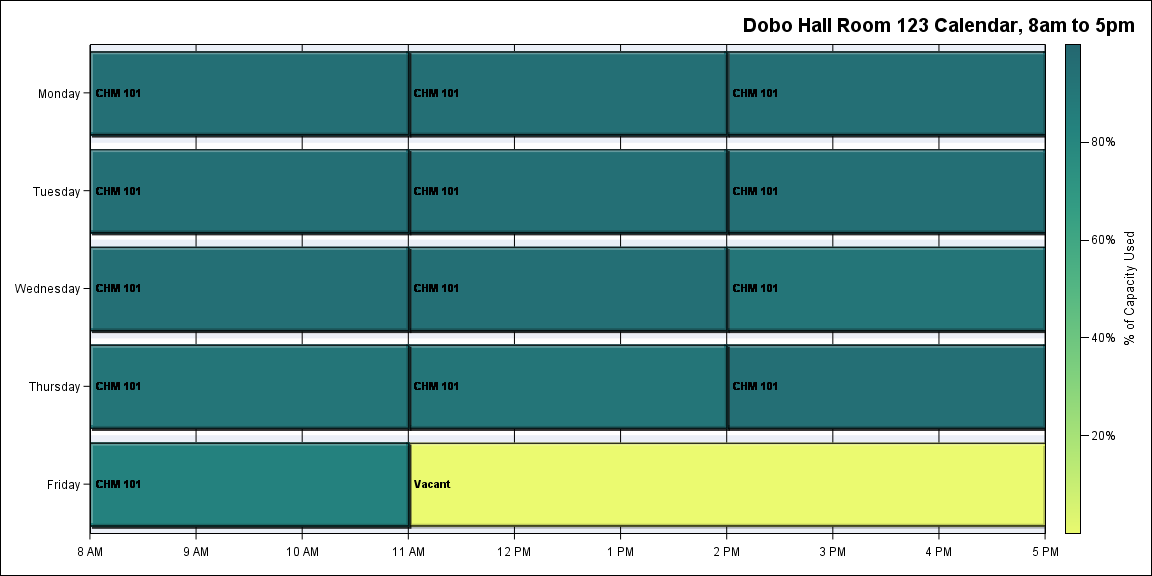 Dobo Hall Room 123 Calendar, 8am to 5pm
Monday CHM 101 CHM 101 CHM 101
Tuesday CHM 101 CHM 101 CHM 101
Wednesday CHM 101 CHM 101 CHM 101
Thursday CHM 101 CHM 101 CHM 101
Friday CHM 101 Vacant
8 AM 9 AM 10 AM 11 AM 12 PM 1 PM 2 PM 3 PM 4 PM 5 PM
80%
60%
40%
20%
% of Capacity Used